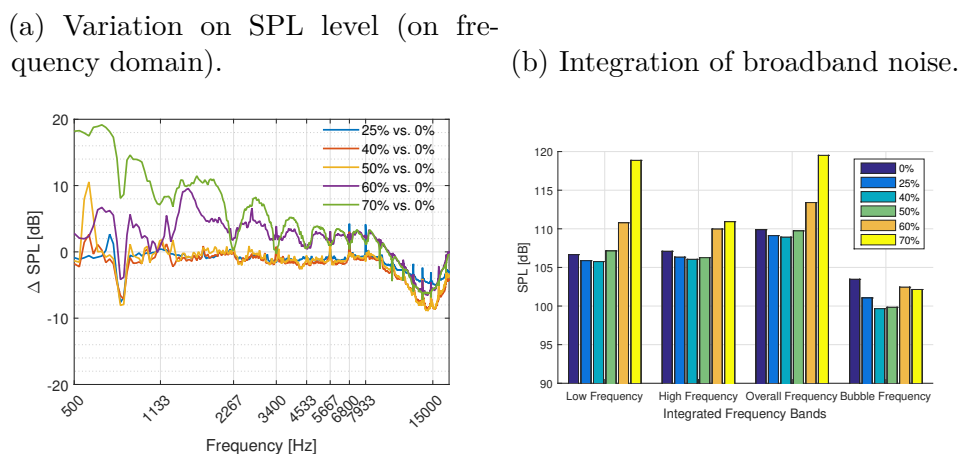 (a) Variation on SPL level (on fre-
quency domain).
(b) Integration of broadband noise.
20
10
0
-10
-20
Δ SPL [dB]
25% vs. 0%
40% vs. 0%
50% vs. 0%
60% vs. 0%
70% vs. 0%
500
1133
2267
3400
4533
5667
6800
7933
15000
Frequency [Hz]
120
115
110
105
100
95
90
SPL [dB]
0%
25%
40%
50%
60%
70%
Low Frequency
High Frequency
Overall Frequency
Bubble Frequency
Integrated Frequency Bands